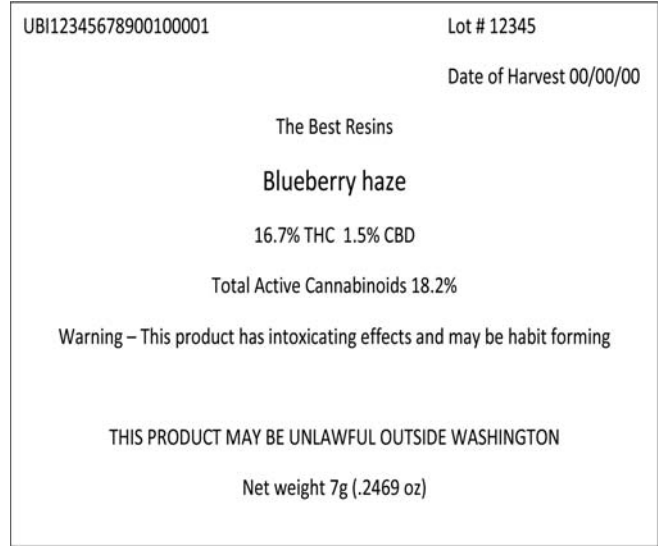 UBI12345678900100001 Lot # 12345
Date of Harvest 00/00/00
The Best Resins
Blueberry haze
16.7% THC 1.5% CBD
Total Active Cannabinoids 18.2%
Warning – This product has intoxicating effects and may be habit forming
THIS PRODUCT MAY BE UNLAWFUL OUTSIDE WASHINGTON
Net weight 7g (.2469 oz)